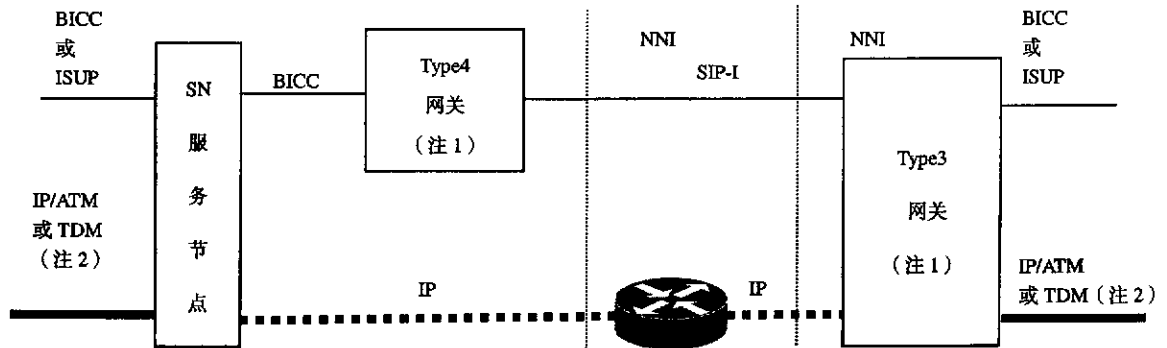 BICC
或
ISUP
SN
服
务
节
点
BICC
Type4
网关
（注 1）
NNI
SIP-I
NNI
Type3
网关
（注 1）
BICC
或
ISUP
IP/ATM
或 TDM
（注 2）
IP
IP
IP/ATM
或 TDM（注 2）